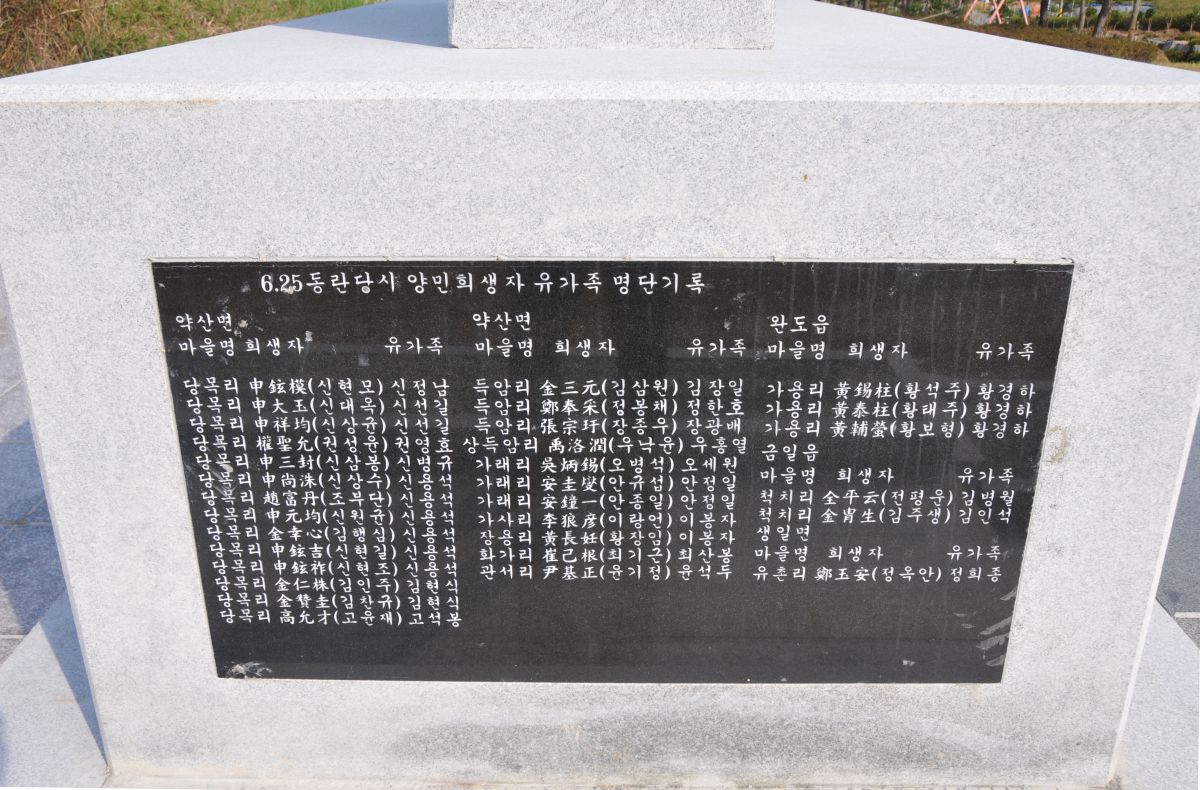 6.25동란당시 양민희생자 유가족 명단기록
약산면
마을명 희생자 유가족
당목리 申鉉模(신현모) 신정남
당목리 申大玉(신대옥) 신선길
당목리 申祥均(신상균) 신선길
당목리 權聖允(권성윤) 권영효
당목리 申三封(신삼봉) 신병규
당목리 申尚洙(신상수) 신용석
당목리 趙富丹(조부단) 신용석
당목리 申元均(신원균) 신용석
당목리 金幸心(김행심) 신용석
당목리 申鉉吉(신현길) 신용석
당목리 申鉉祚(신현조) 신용석
당목리 金仁株(김인주) 김현식
당목리 金贊圭(김찬규) 김현식
당목리 高允才(고윤재) 고석봉
약산면
마을명 희생자 유가족
득암리 金三元(김삼원) 김장일
득암리 鄭奉采(정봉채) 정한호
득암리 張宗玗(장종우) 장광배
상득암리 禹洛潤(우낙윤) 우홍열
가래리 吳炳錫(오병석) 오세원
가래리 安圭燮(안규섭) 안정일
가래리 安鐘一(안종일) 안정일
가사리 李狼彦(이랑언) 이봉자
장용리 黃長妊(황장임) 이봉자
화가리 崔己根(최기근) 최산봉
관서리 尹基正(윤기정) 윤석두
완도읍
마을명 희생자 유가족
가용리 黃錫柱(황석주) 황경하
가용리 黃泰柱(황태주) 황경하
가용리 黃輔螢(황보형) 황경하
금일읍
마을명 희생자 유가족
척치리 全平云(전평운) 김병월
척치리 金胄生(김주생) 김인석
생일면
마을명 희생자 유가족
유촌리 鄭玉安(정옥안) 정희종